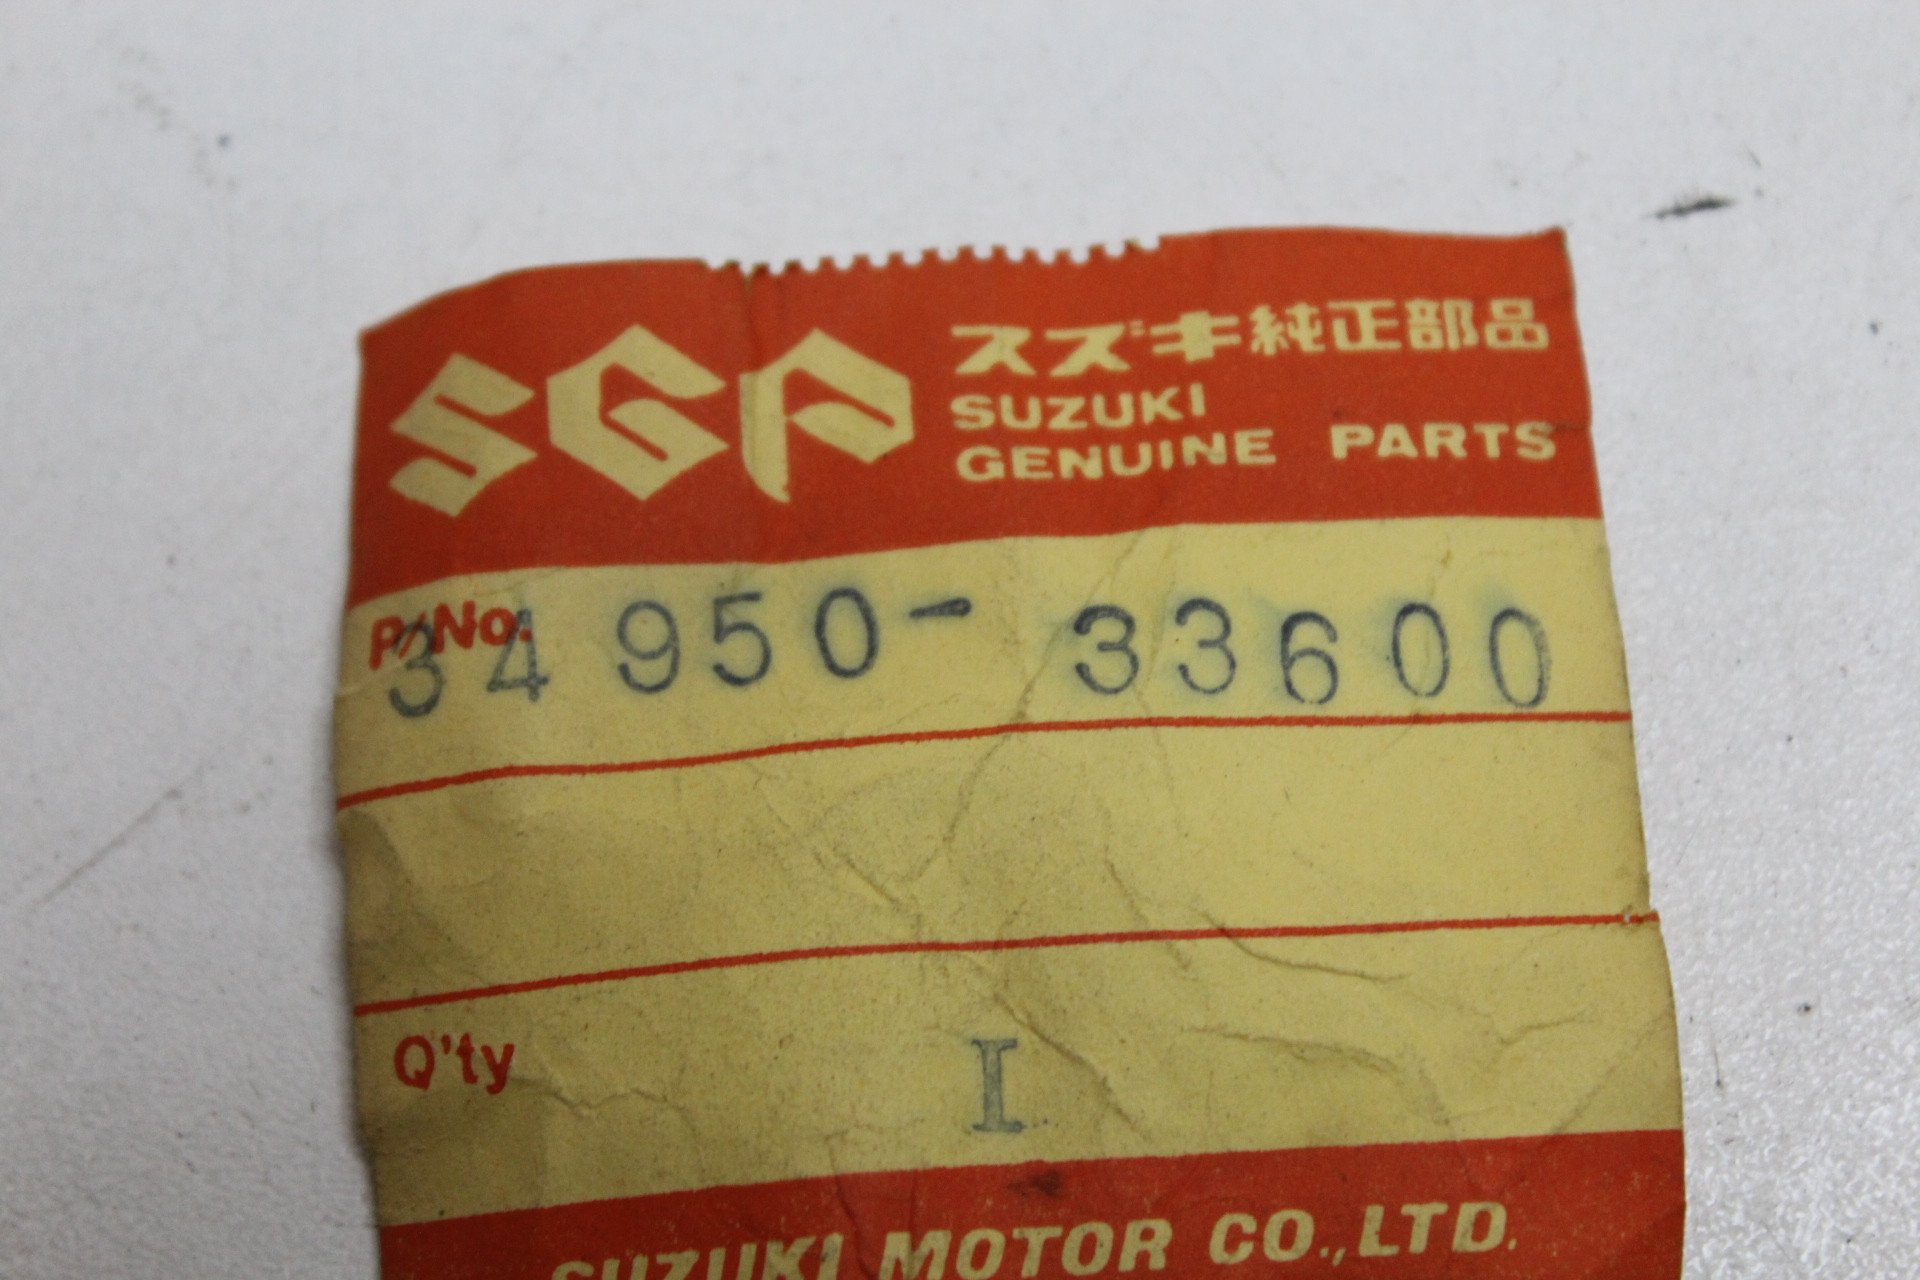 SGP
スズキ純正部品
SUZUKI
GENUINE PARTS
P/No. 34950-33600
Q'ty I
SUZUKI MOTOR CO., LTD.